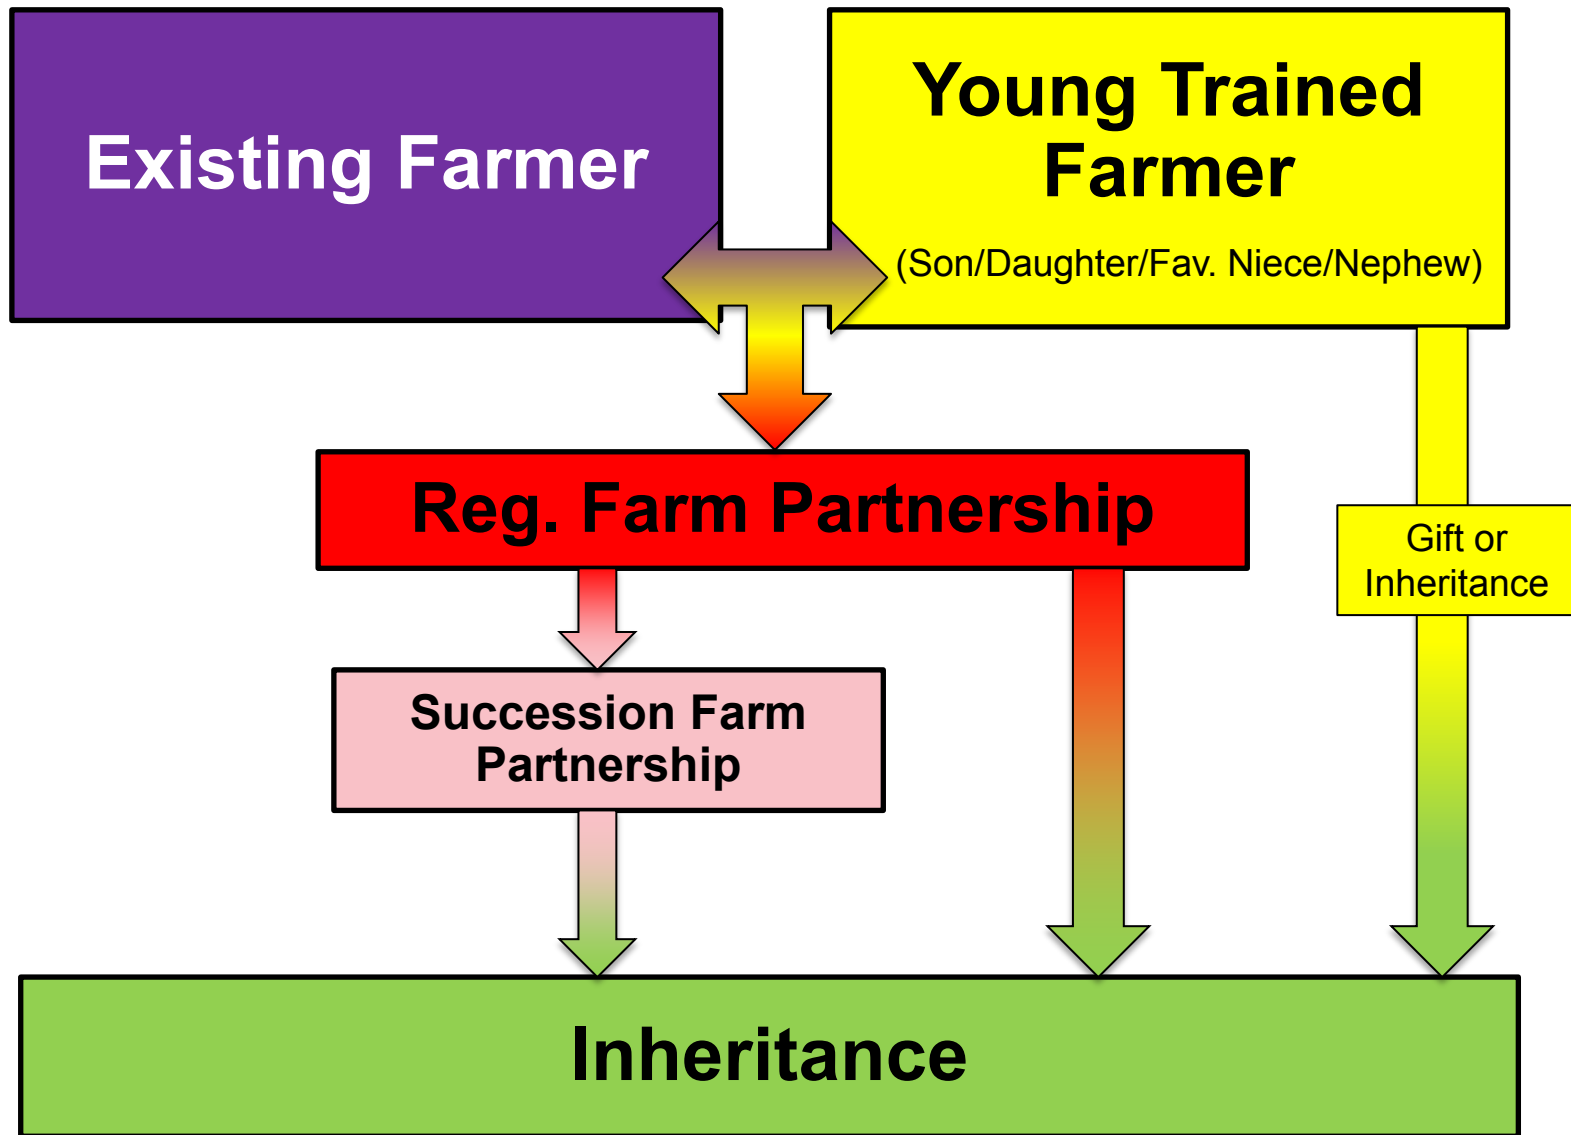 Existing Farmer
Young Trained
Farmer
(Son/Daughter/Fav. Niece/Nephew)
Reg. Farm Partnership
Gift or
Inheritance
Succession Farm
Partnership
Inheritance